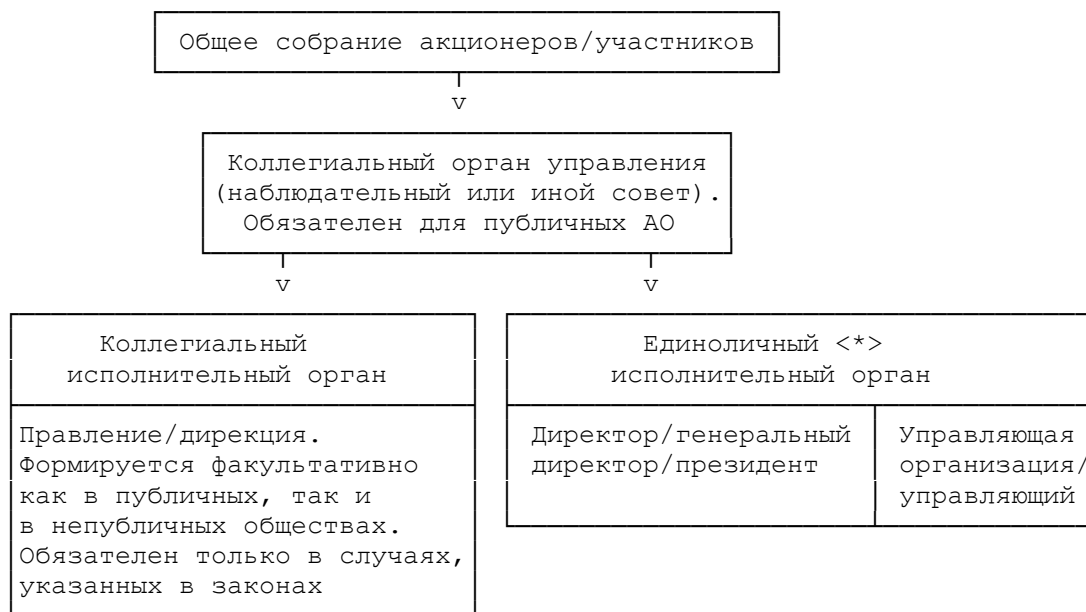 Общее собрание акционеров/участников
v
Коллегиальный орган управления
(наблюдательный или иной совет).
Обязателен для публичных АО
v
v
Коллегиальный
исполнительный орган
Правление/дирекция.
Формируется факультативно
как в публичных, так и
в непубличных обществах.
Обязателен только в случаях,
указанных в законах
Единоличный <*>
исполнительный орган
Директор/генеральный
директор/президент
Управляющая
организация/
управляющий